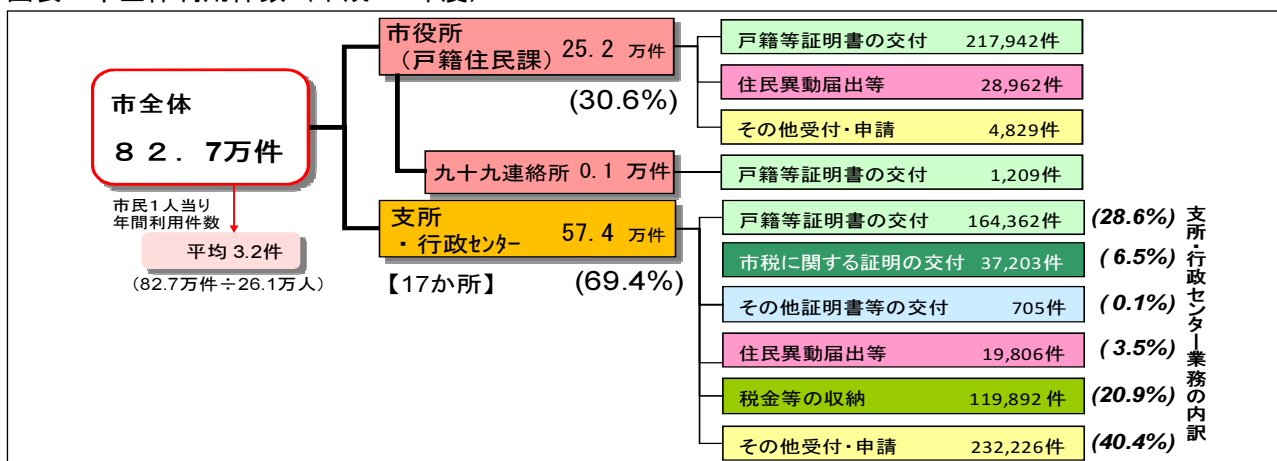 市全体
８２．７万件
市民1人当り
年間利用件数
平均 3.2件
（82.7万件÷26.1万人）
市役所
（戸籍住民課） 25.2 万件
(30.6%)
九十九連絡所 0.1 万件
支所
・行政ｾﾝﾀｰ 57.4 万件
【17か所】 (69.4%)
戸籍等証明書の交付 217,942件
住民異動届出等 28,962件
その他受付・申請 4,829件
戸籍等証明書の交付 1,209件
戸籍等証明書の交付 164,362件 (28.6%)
市税に関する証明の交付 37,203件 ( 6.5%)
その他証明書等の交付 705件 ( 0.1%)
住民異動届出等 19,806件 ( 3.5%)
税金等の収納 119,892 件 (20.9%)
その他受付・申請 232,226件 (40.4%)
支所・行政センター業務の内訳